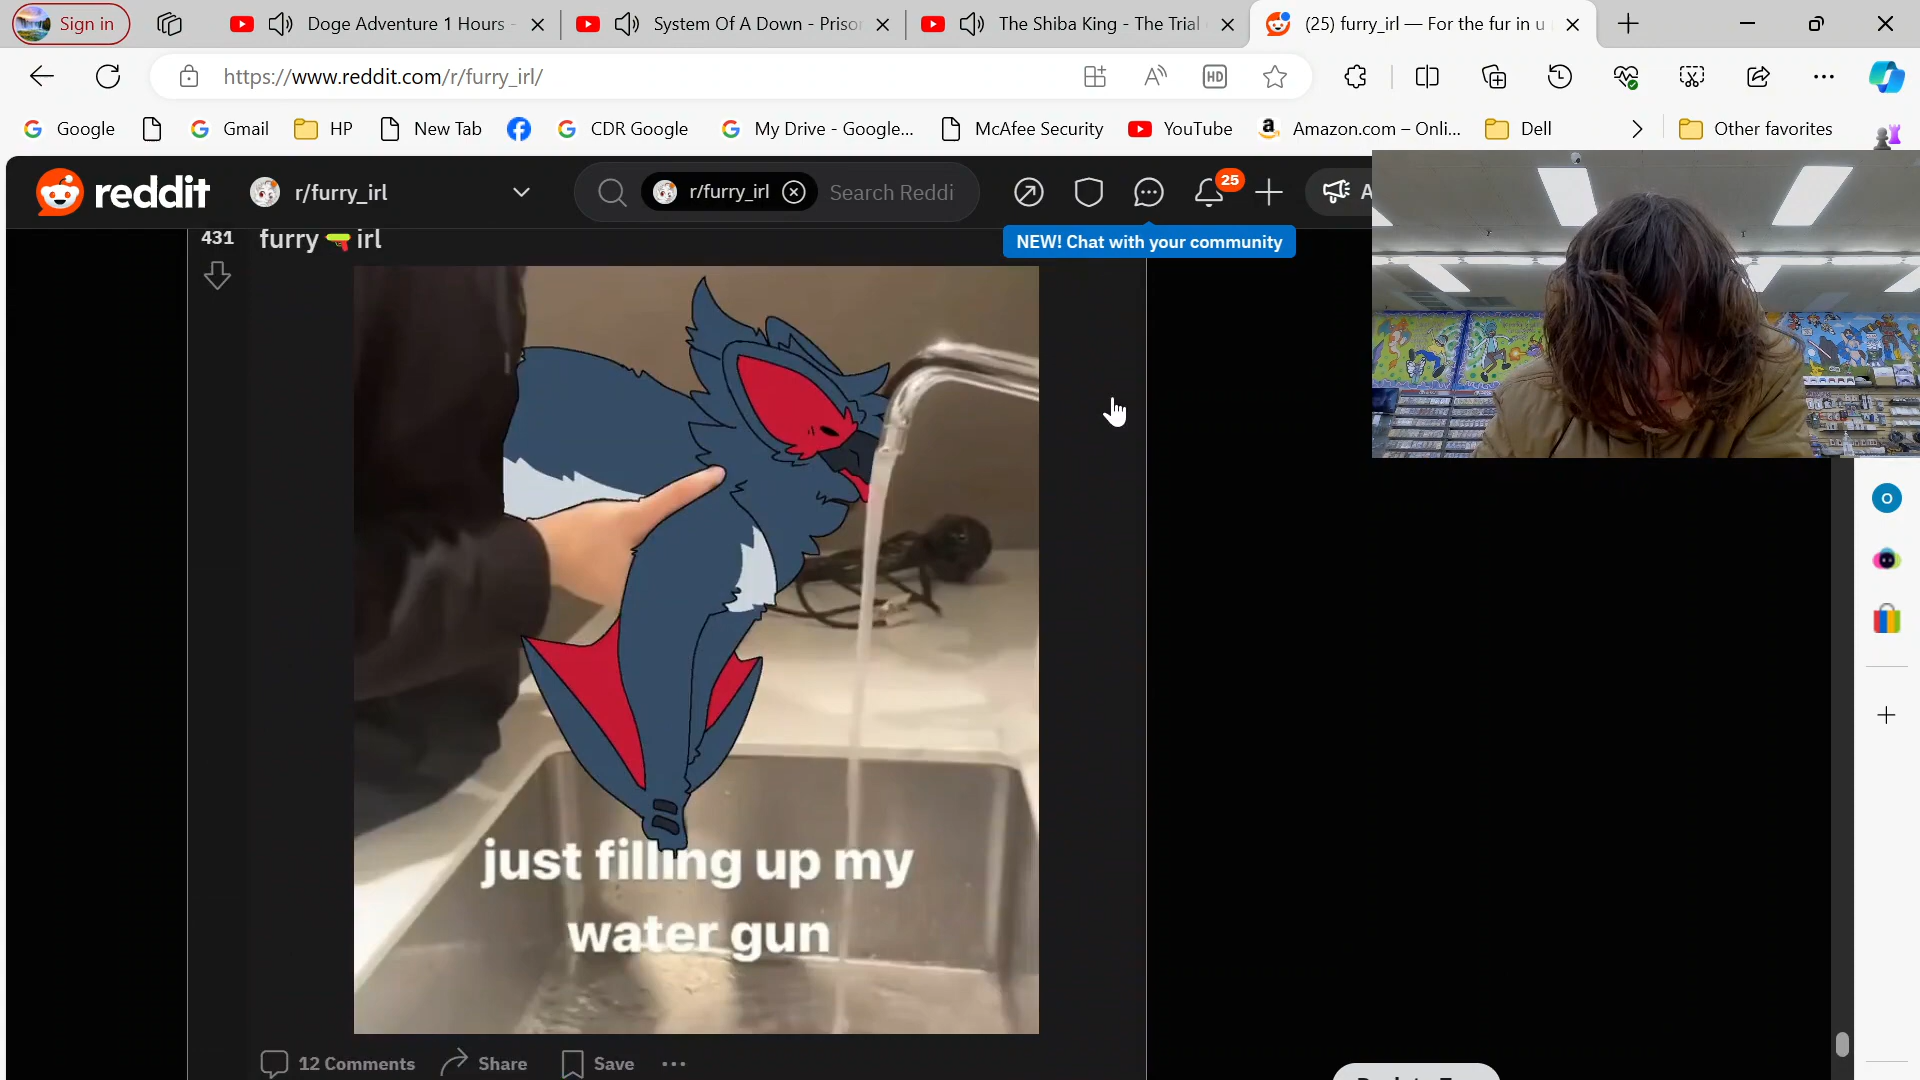 Sign in
Doge Adventure 1 Hours -
System Of A Down - Priso
The Shiba King - The Trial
(25) furry_irl — For the fur in u
https://www.reddit.com/r/furry_irl/
HD
Google
Gmail
HP
New Tab
CDR Google
My Drive - Google...
McAfee Security
YouTube
Amazon.com – Onli...
Dell
Other favorites
reddit
r/furry_irl
r/furry_irl
Search Reddi
25
A
431
furry irl
NEW! Chat with your community
just filling up my
water gun
12 Comments
Share
Save